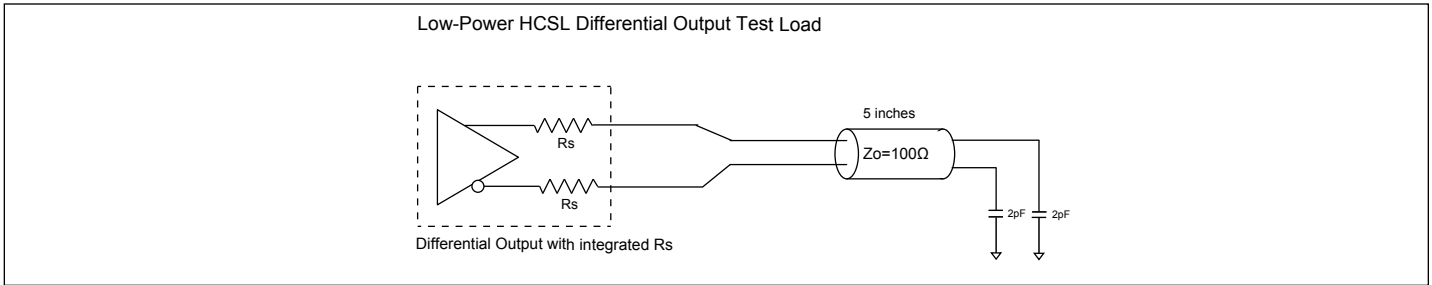 Low-Power HCSL Differential Output Test Load
5 inches
Rs
Zo=100Ω
Rs
2pF
2pF
Differential Output with integrated Rs